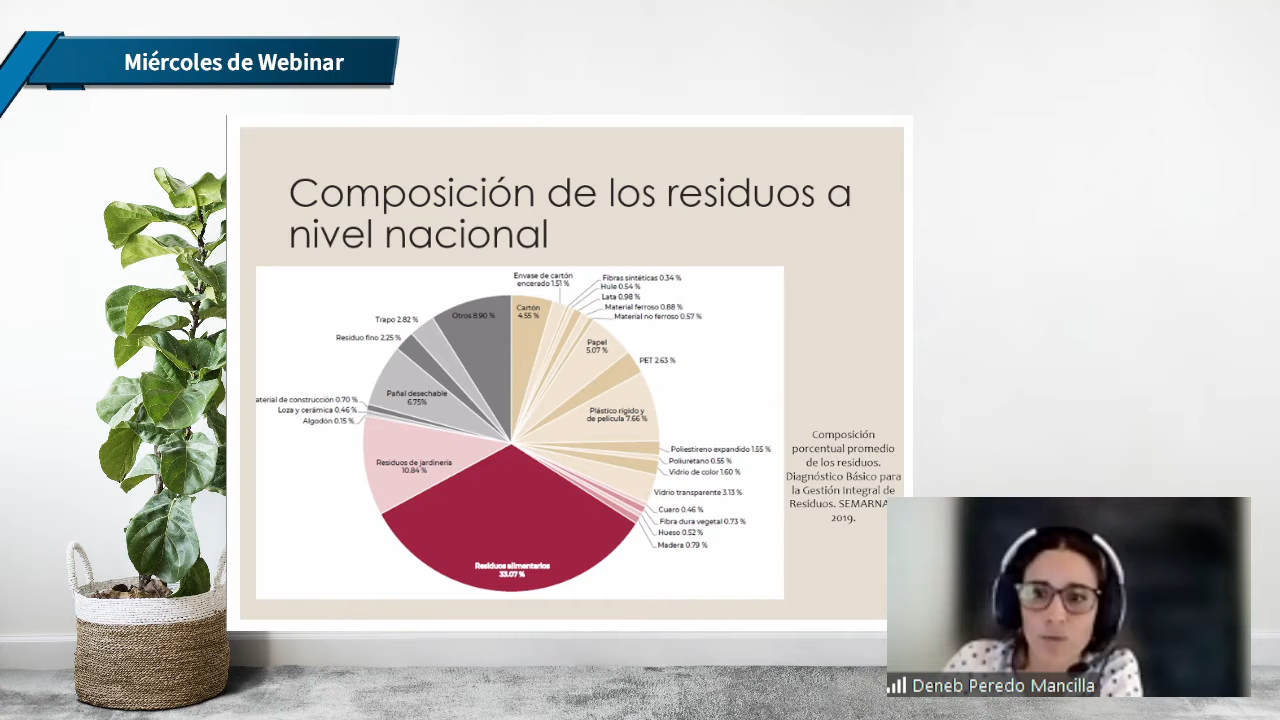 Miércoles de Webinar
Composición de los residuos a
nivel nacional
Envase de cartón
encerado 1.51 %
Fibras sintéticas 0.34 %
Hule 0.54 %
Lata 0.98 %
Material ferroso 0.88 %
Material no ferroso 0.57 %
Cartón
4.55 %
Otros 8.90 %
Trapo 2.82 %
Residuo fino 2.25 %
Papel
5.07 %
PET 2.63 %
Pañal desechable
6.75%
aterial de construcción 0.70 %
Loza y cerámica 0.46 %
Algodón 0.15 %
Plástico rígido y
de película 7.66 %
Poliestireno expandido 1.55 %
Poliuretano 0.55 %
Vidrio de color 1.60 %
Residuos de jardinería
10.84 %
Vidrio transparente 3.13 %
Cuero 0.46 %
Fibra dura vegetal 0.73 %
Hueso 0.52 %
Madera 0.79 %
Residuos alimentarios
33.07 %
Composición
porcentual promedio
de los residuos.
Diagnóstico Básico para
la Gestión Integral de
Residuos. SEMARNA
2019.
Deneb Peredo Mancilla